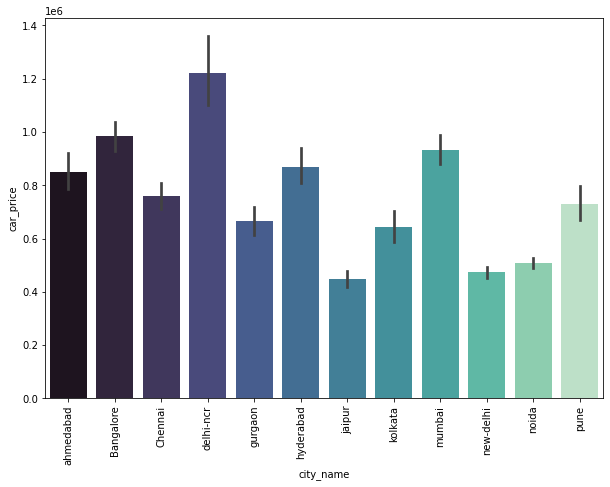 1e6
1.4
1.2
1.0
0.8
0.6
0.4
0.2
0.0
car_price
ahmedabad
Bangalore
Chennai
delhi-ncr
gurgaon
hyderabad
jaipur
kolkata
mumbai
new-delhi
noida
pune
city_name